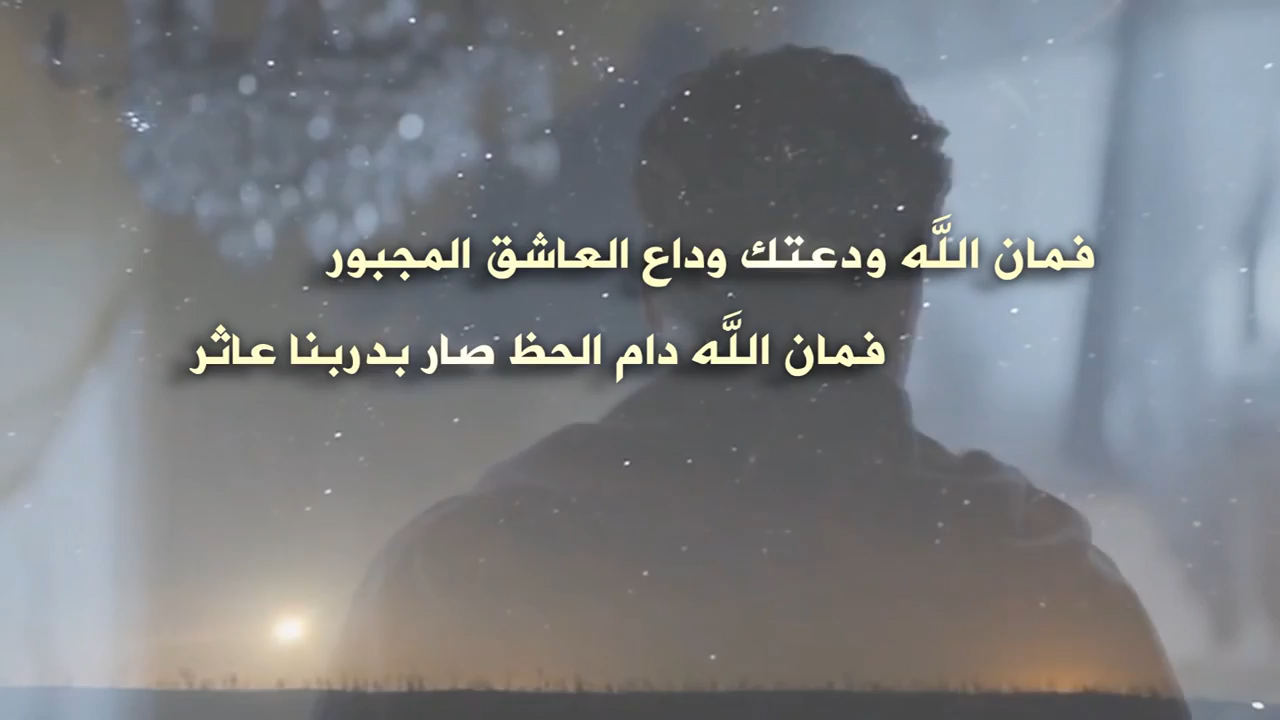 فمان اللَّه ودعتك وداع العاشق المجبور
فمان اللَّه دام الحظ صار بدربنا عاثر